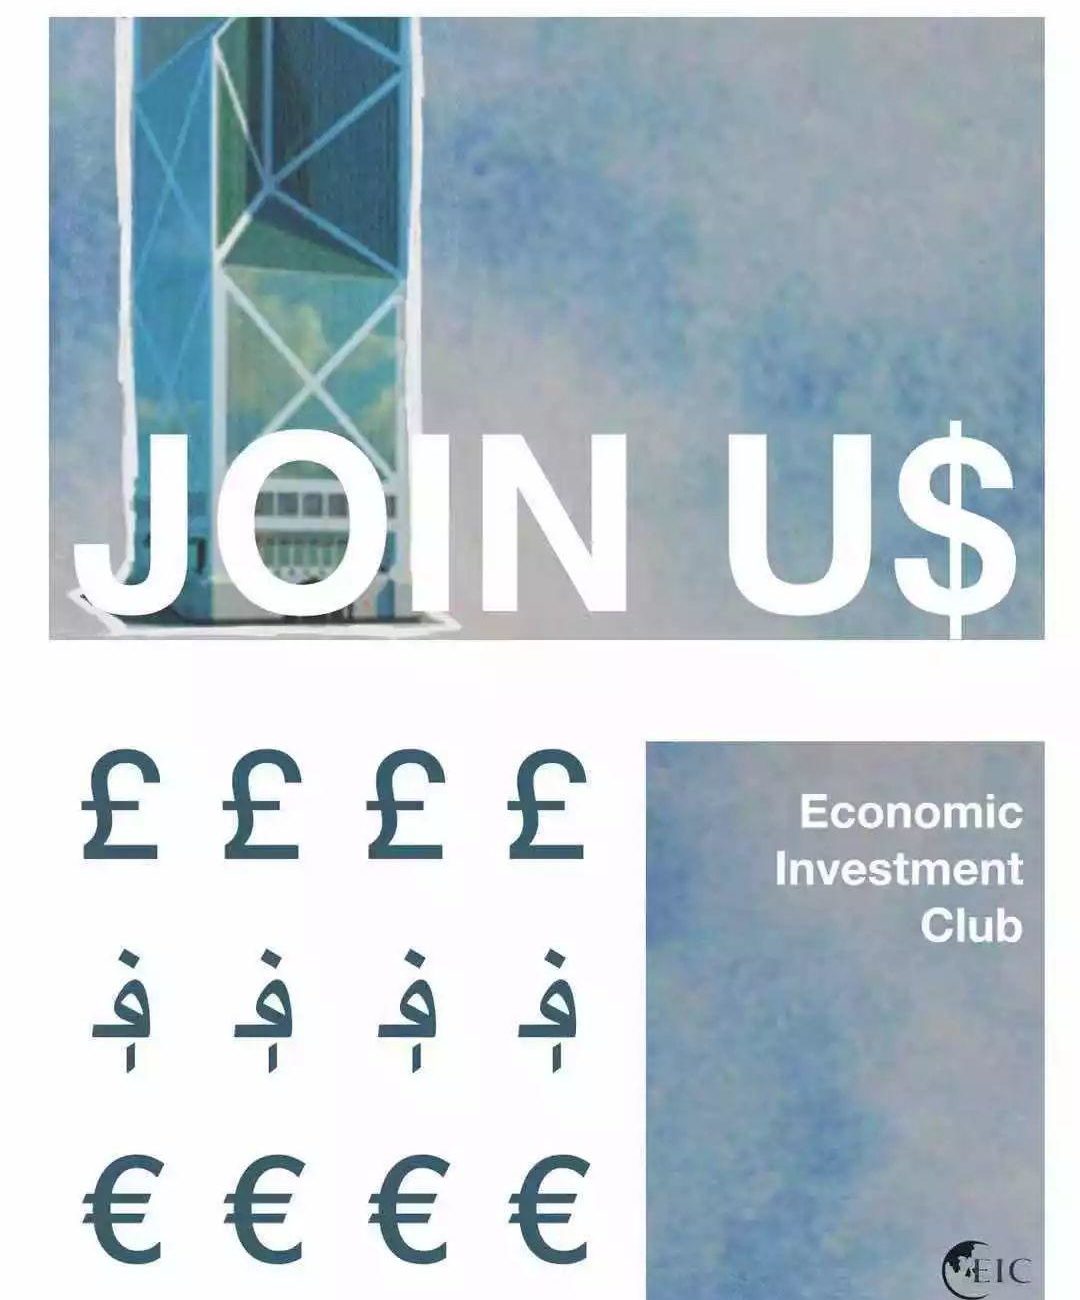 JOIN U$
£ £ £ £
؋ ؋ ؋ ؋
€ € € €
Economic
Investment
Club
EIC